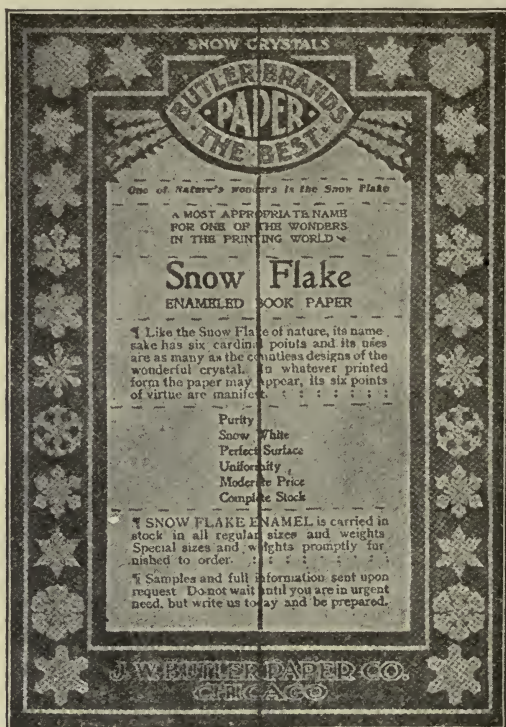 SNOW CRYSTALS
BUTLER BRANDS
PAPER
THE BEST
One of Nature's wonders is the Snow Flake
A MOST APPROPRIATE NAME
FOR ONE OF THE WONDERS
IN THE PRINTING WORLD
Snow Flake
ENAMELED BOOK PAPER
¶ Like the Snow Flake of nature, its name
sake has six cardinal points and its uses
are as many as the countless designs of the
wonderful crystal. In whatever printed
form the paper may appear, its six points
of virtue are manifest. : : : : : :
Purity
Snow White
Perfect Surface
Uniformity
Moderate Price
Complete Stock
¶ SNOW FLAKE ENAMEL is carried in
stock in all regular sizes and weights
Special sizes and weights promptly fur
nished to order. : : : : : : :
¶ Samples and full information sent upon
request Do not wait until you are in urgent
need, but write us today and be prepared.
J. W. BUTLER PAPER CO.
CHICAGO